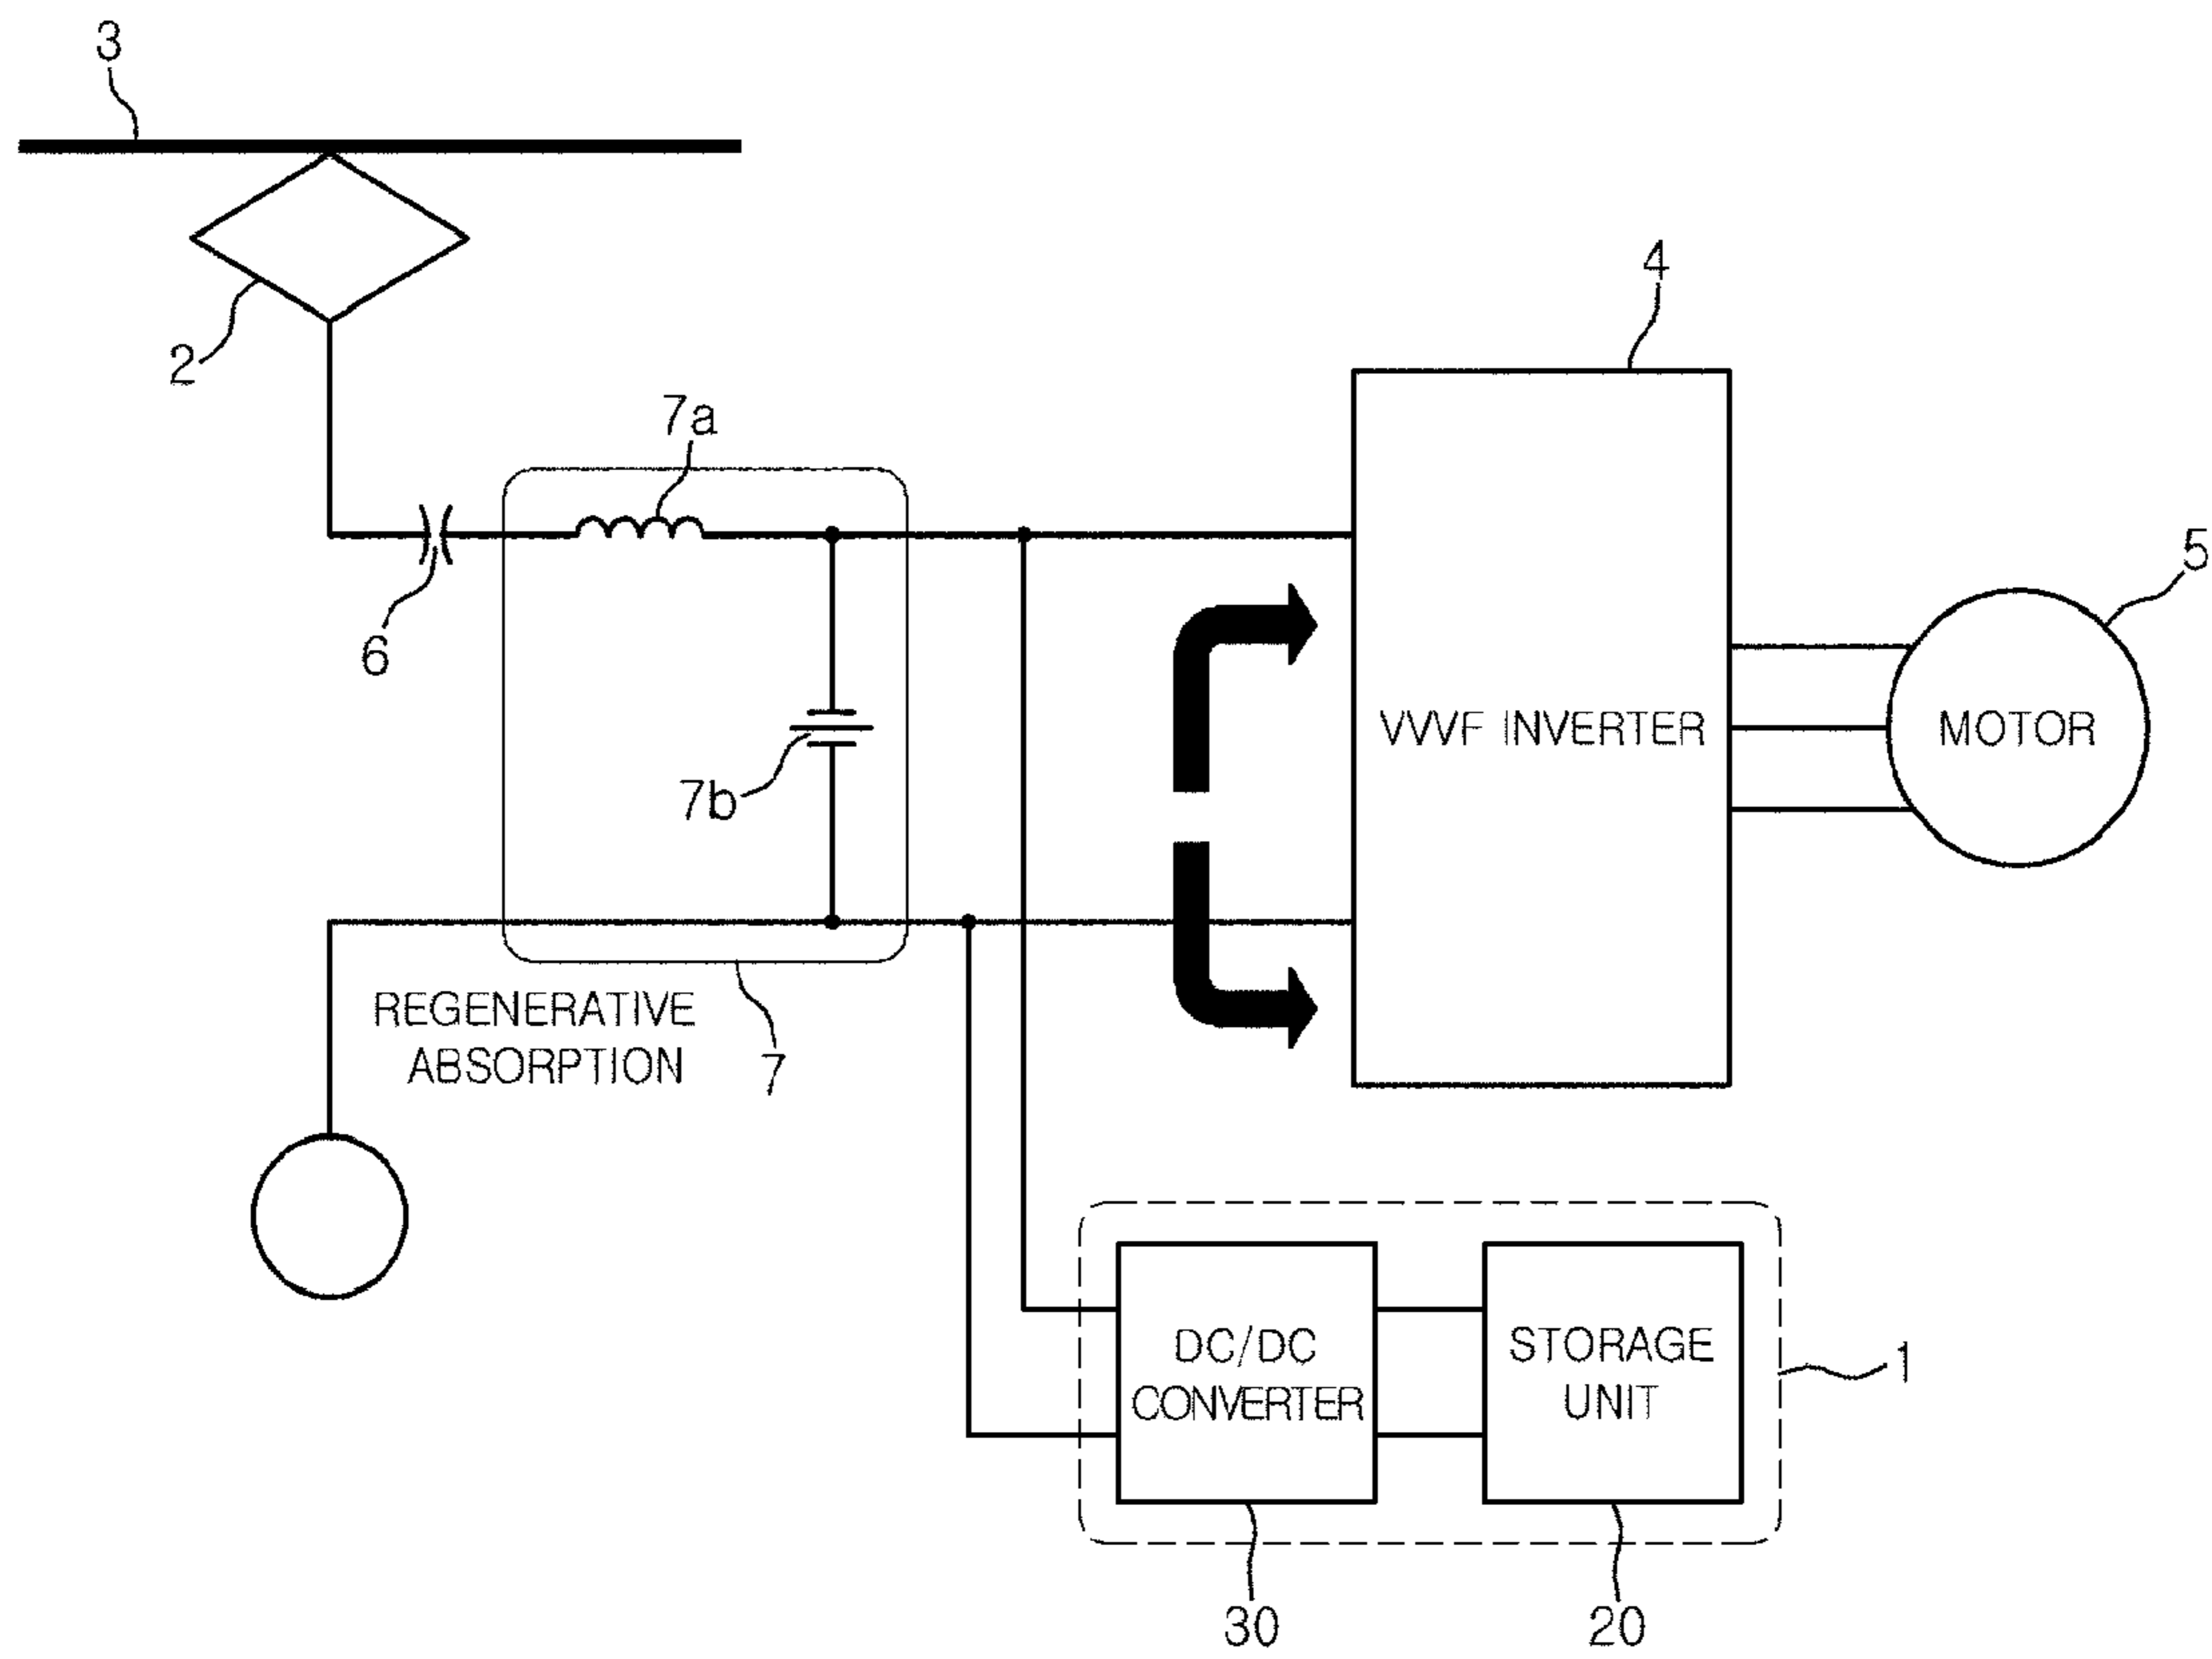 3
2
4
7a
5
6
VVVF INVERTER
MOTOR
7b
REGENERATIVE
ABSORPTION
7
DC/DC
CONVERTER
STORAGE
UNIT
1
30
20